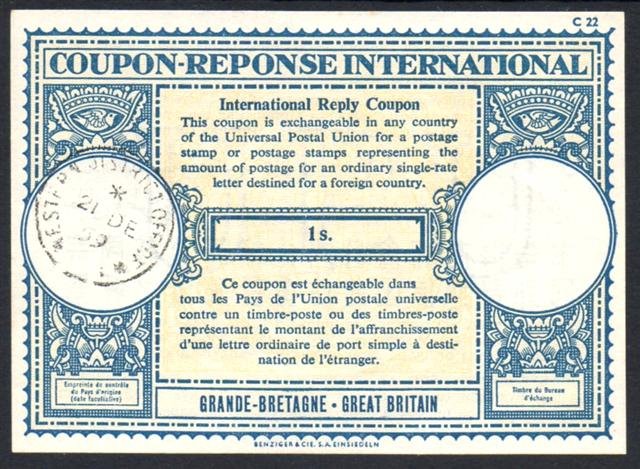 C 22
COUPON-REPONSE INTERNATIONAL
International Reply Coupon
This coupon is exchangeable in any country
of the Universal Postal Union for a postage
stamp or postage stamps representing the
amount of postage for an ordinary single-rate
letter destined for a foreign country.
WESTERN DISTRICT OFFICE
21 DE
59
1 s.
Ce coupon est échangeable dans
tous les Pays de l'Union postale universelle
contre un timbre-poste ou des timbres-poste
représentant le montant de l'affranchissement
d'une lettre ordinaire de port simple à desti-
nation de l'étranger.
Empreinte de contrôle
du Pays d'origine
(date facultative)
Timbre du Bureau
d'échange
GRANDE-BRETAGNE • GREAT BRITAIN
BENZIGER & CIE. S.A. EINSIEDELN